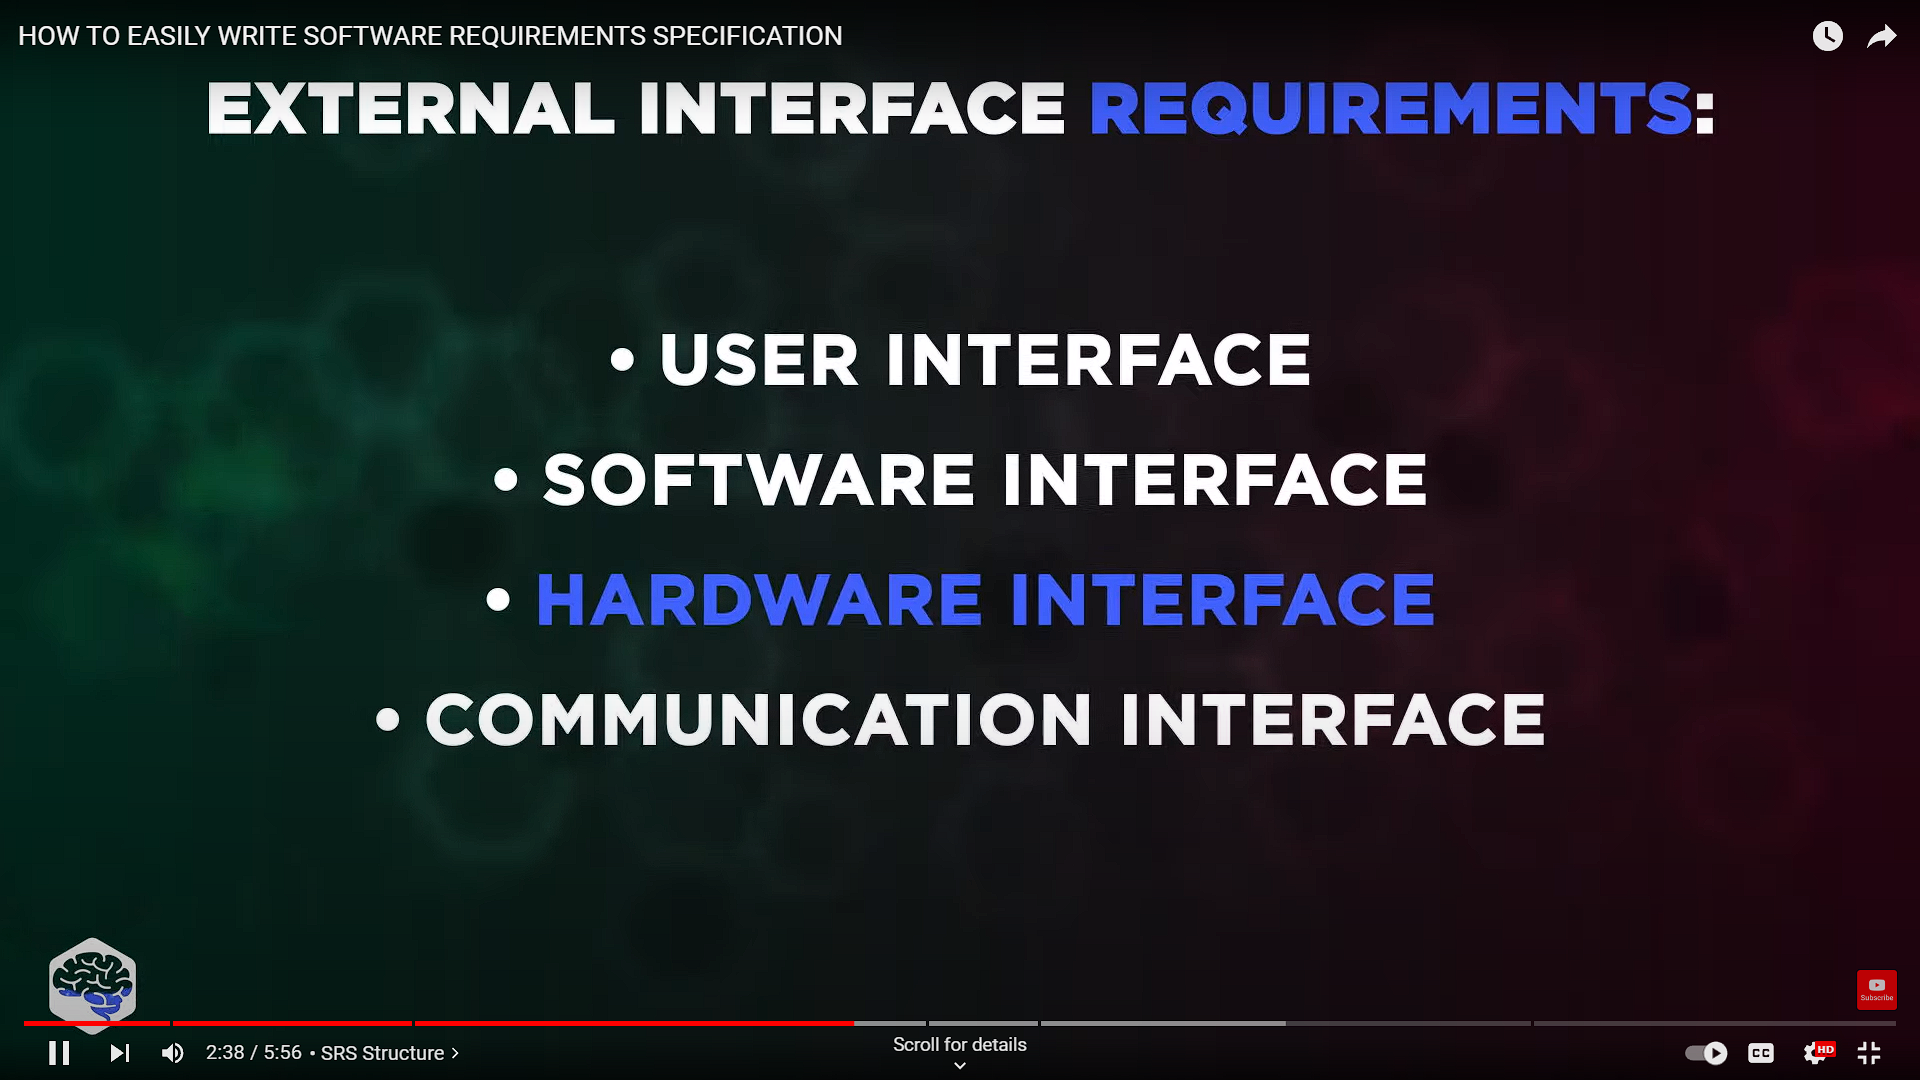 HOW TO EASILY WRITE SOFTWARE REQUIREMENTS SPECIFICATION
EXTERNAL INTERFACE REQUIREMENTS:
• USER INTERFACE
• SOFTWARE INTERFACE
• HARDWARE INTERFACE
• COMMUNICATION INTERFACE
Subscribe
Scroll for details
2:38 / 5:56 • SRS Structure
CC
HD